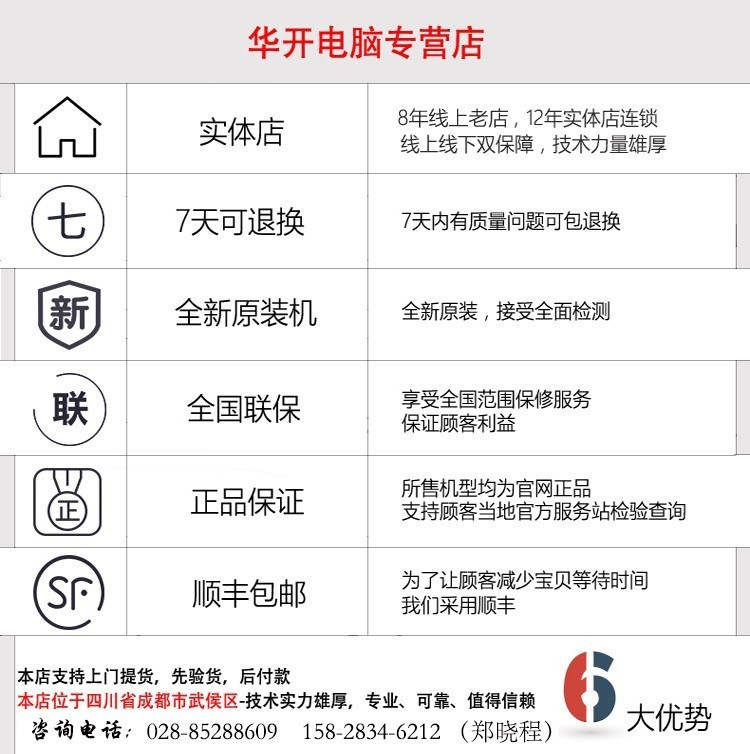 华开电脑专营店
实体店
8年线上老店，12年实体店连锁
线上线下双保障，技术力量雄厚
七
7天可退换
7天内有质量问题可包退换
新
全新原装机
全新原装，接受全面检测
联
全国联保
享受全国范围保修服务
保证顾客利益
正
正品保证
所售机型均为官网正品
支持顾客当地官方服务站检验查询
SF
顺丰包邮
为了让顾客减少宝贝等待时间
我们采用顺丰
本店支持上门提货，先验货，后付款
本店位于四川省成都市武侯区-技术实力雄厚，专业、可靠、值得信赖
咨询电话：028-85288609 158-2834-6212 （郑晓程）
6大优势